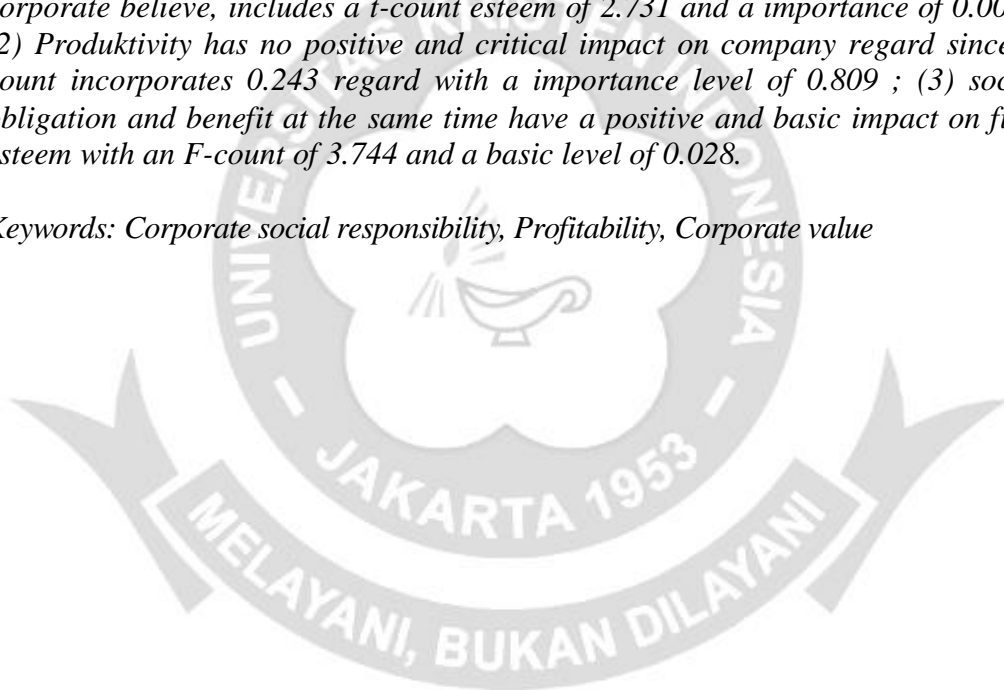 corporate believe, includes a t-count esteem of 2.731 and a importance of 0.00
2) Produktivity has no positive and critical impact on company regard since
ount incorporates 0.243 regard with a importance level of 0.809 ; (3) soc
bligation and benefit at the same time have a positive and basic impact on fi
steem with an F-count of 3.744 and a basic level of 0.028.
Keywords: Corporate social responsibility, Profitability, Corporate value
UNIVERSITAS KRISTEN INDONESIA
- JAKARTA 1953 -
MELAYANI, BUKAN DILAYANI